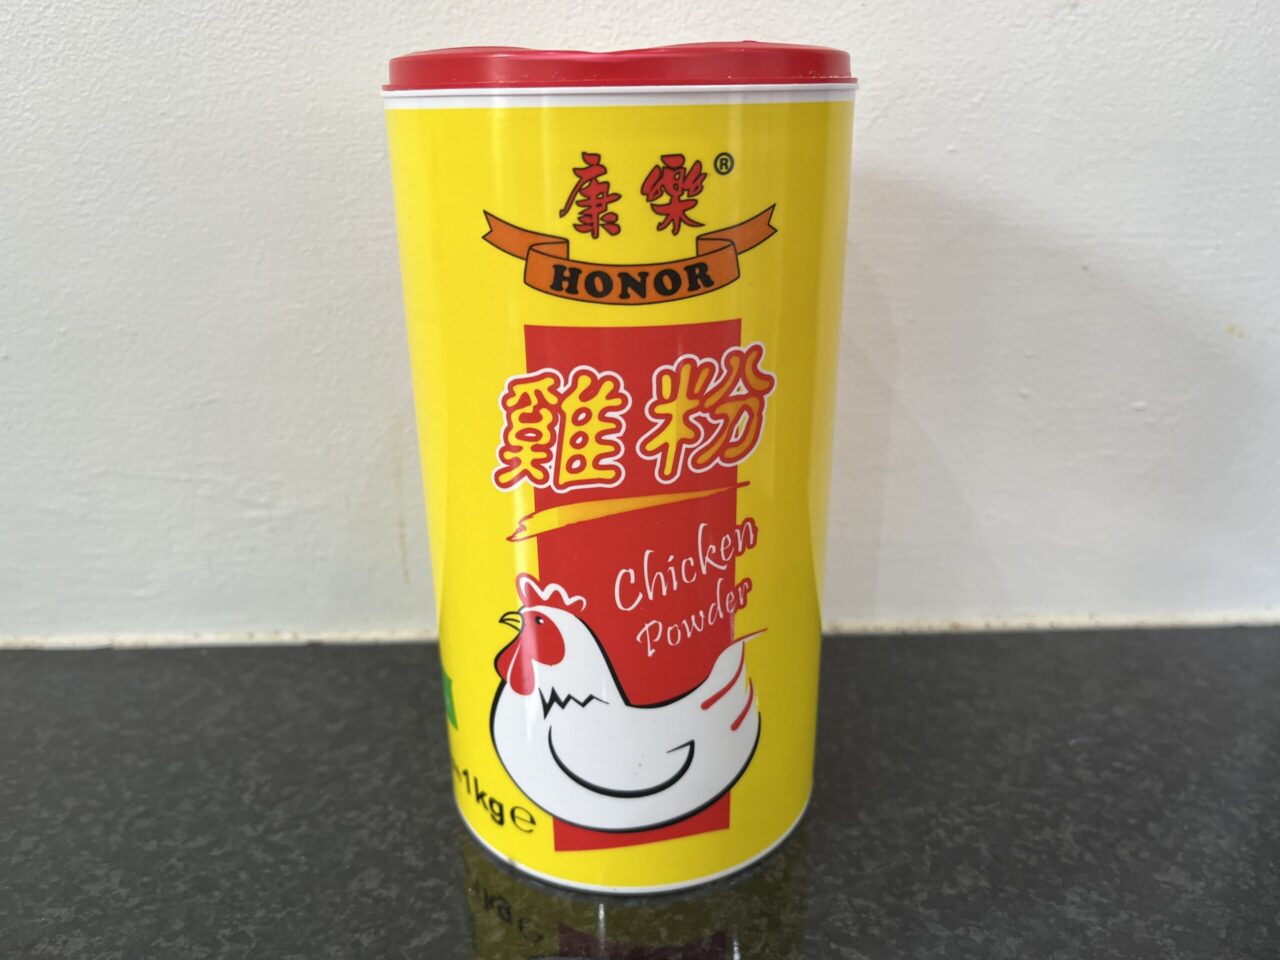 康樂®
HONOR
雞粉
Chicken
Powder
1kg℮